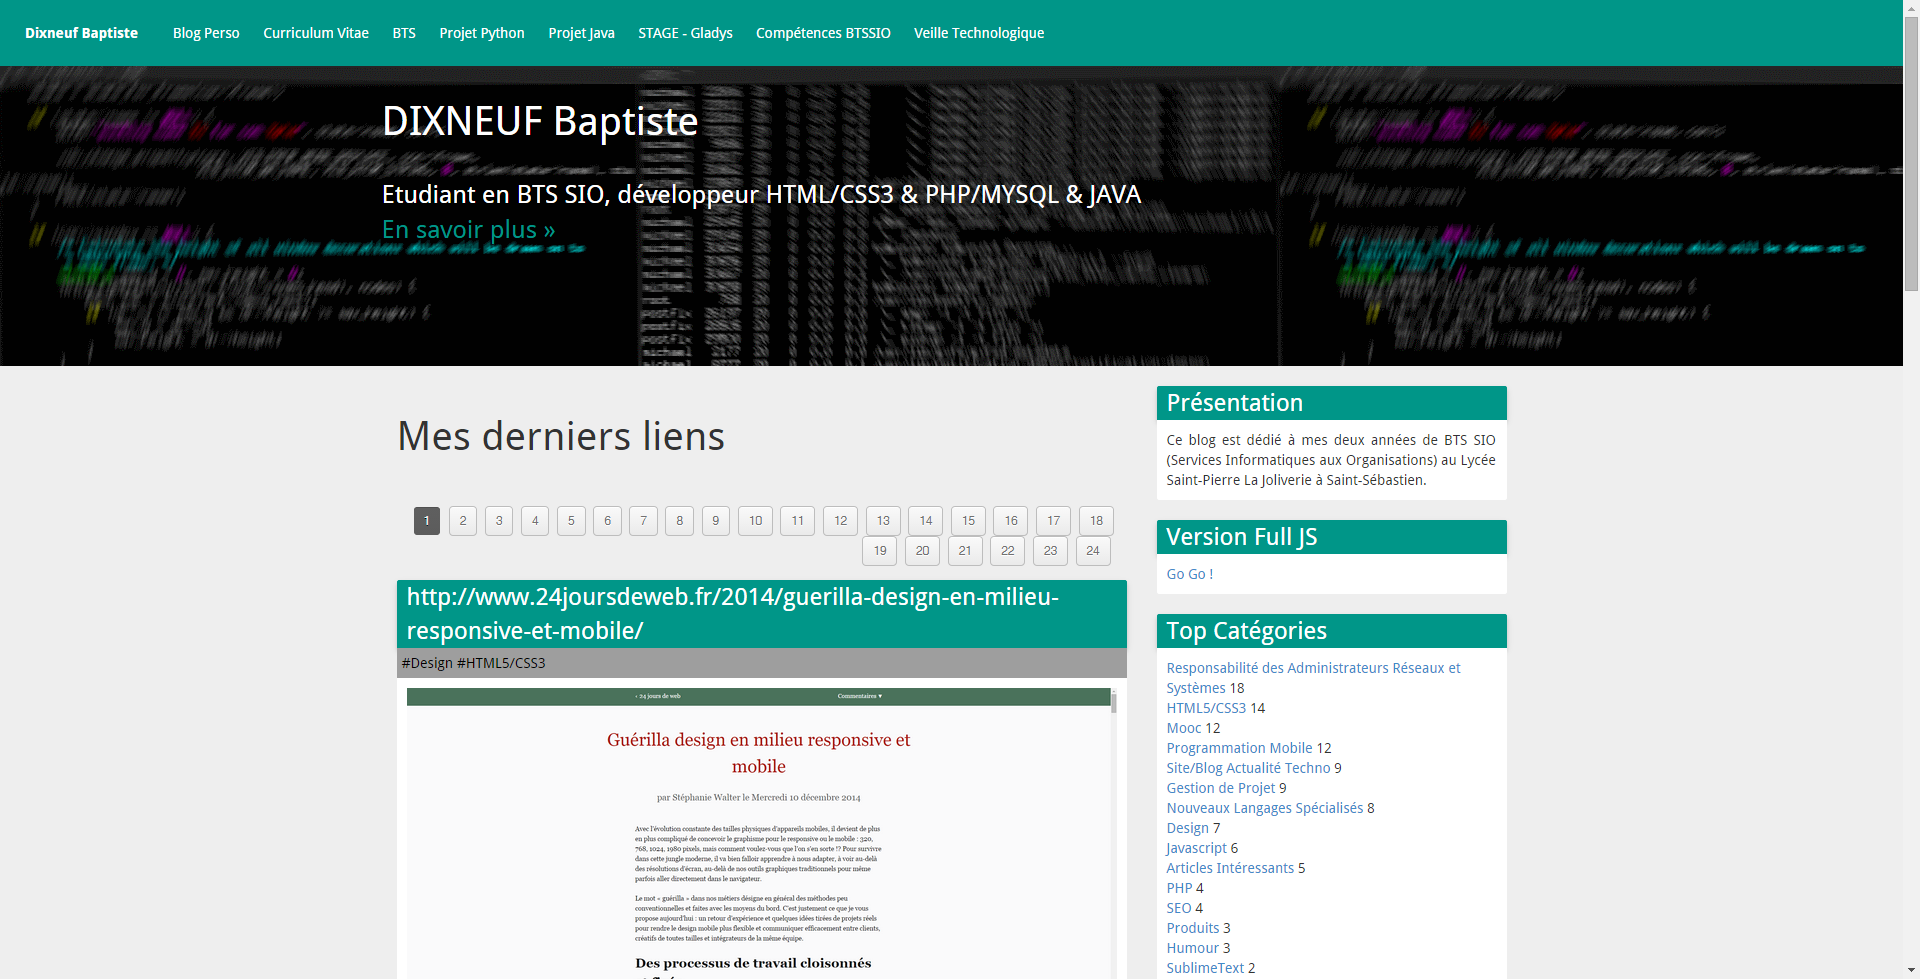 Dixneuf Baptiste Blog Perso Curriculum Vitae BTS Projet Python Projet Java STAGE - Gladys Compétences BTSSIO Veille Technologique
DIXNEUF Baptiste
Etudiant en BTS SIO, développeur HTML/CSS3 & PHP/MYSQL & JAVA
En savoir plus »
Mes derniers liens
1 2 3 4 5 6 7 8 9 10 11 12 13 14 15 16 17 18
19 20 21 22 23 24
http://www.24joursdeweb.fr/2014/guerilla-design-en-milieu-
responsive-et-mobile/
#Design #HTML5/CSS3
‹ 24 jours de web Commentaires ▾
Guérilla design en milieu responsive et
mobile
par Stéphanie Walter le Mercredi 10 décembre 2014
Avec l'évolution constante des tailles physiques d'appareils mobiles, il devient de plus
en plus compliqué de concevoir le graphisme pour le responsive ou le mobile : 320,
768, 1024, 1980 pixels, mais comment voulez-vous que l'on s'en sorte !? Pour survivre
dans cette jungle moderne, il va bien falloir apprendre à nous adapter, à voir au-delà
des résolutions d'écran, au-delà de nos outils graphiques traditionnels pour même
parfois aller directement dans le navigateur.
Le mot « guérilla » dans nos métiers désigne en général des méthodes peu
conventionnelles et faites avec les moyens du bord. C'est justement ce que je vous
propose aujourd'hui : un retour d'expérience et quelques idées tirées de projets réels
pour rendre le design mobile plus flexible et communiquer efficacement entre clients,
créatifs de toutes tailles et intégrateurs de la même équipe.
Des processus de travail cloisonnés
Présentation
Ce blog est dédié à mes deux années de BTS SIO
(Services Informatiques aux Organisations) au Lycée
Saint-Pierre La Joliverie à Saint-Sébastien.
Version Full JS
Go Go !
Top Catégories
Responsabilité des Administrateurs Réseaux et
Systèmes 18
HTML5/CSS3 14
Mooc 12
Programmation Mobile 12
Site/Blog Actualité Techno 9
Gestion de Projet 9
Nouveaux Langages Spécialisés 8
Design 7
Javascript 6
Articles Intéressants 5
PHP 4
SEO 4
Produits 3
Humour 3
SublimeText 2